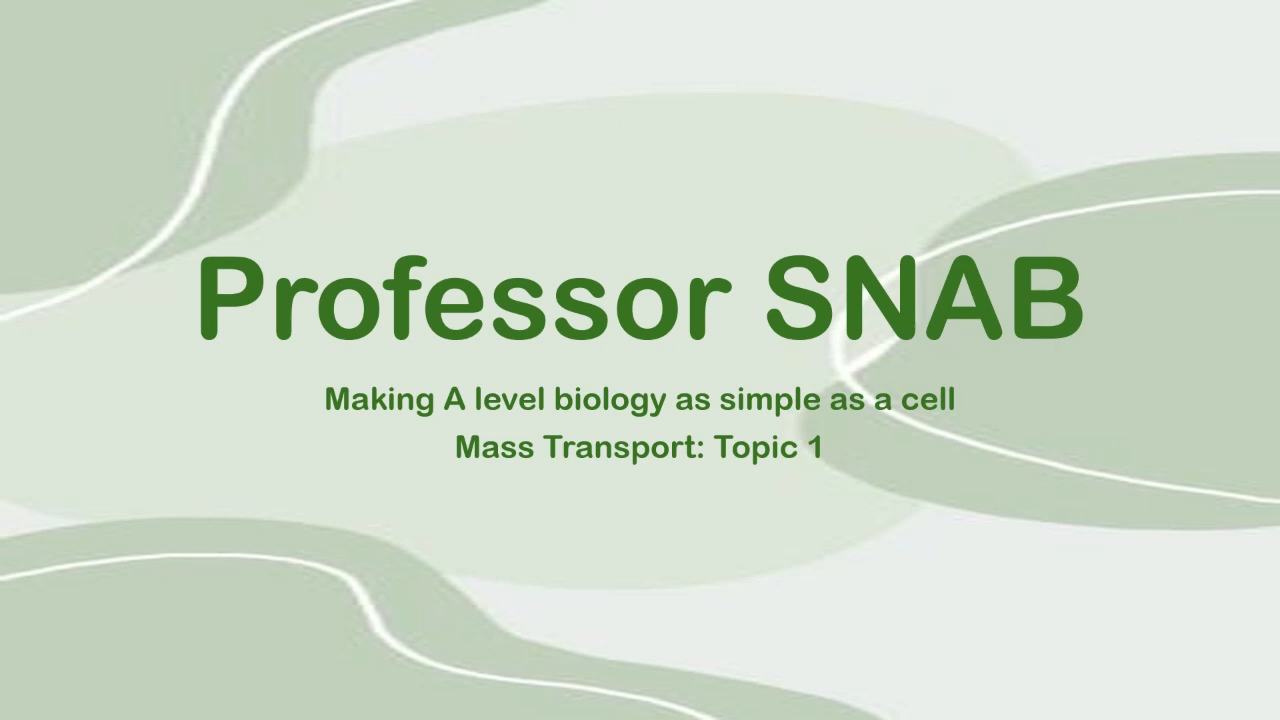 Professor SNAB
Making A level biology as simple as a cell
Mass Transport: Topic 1